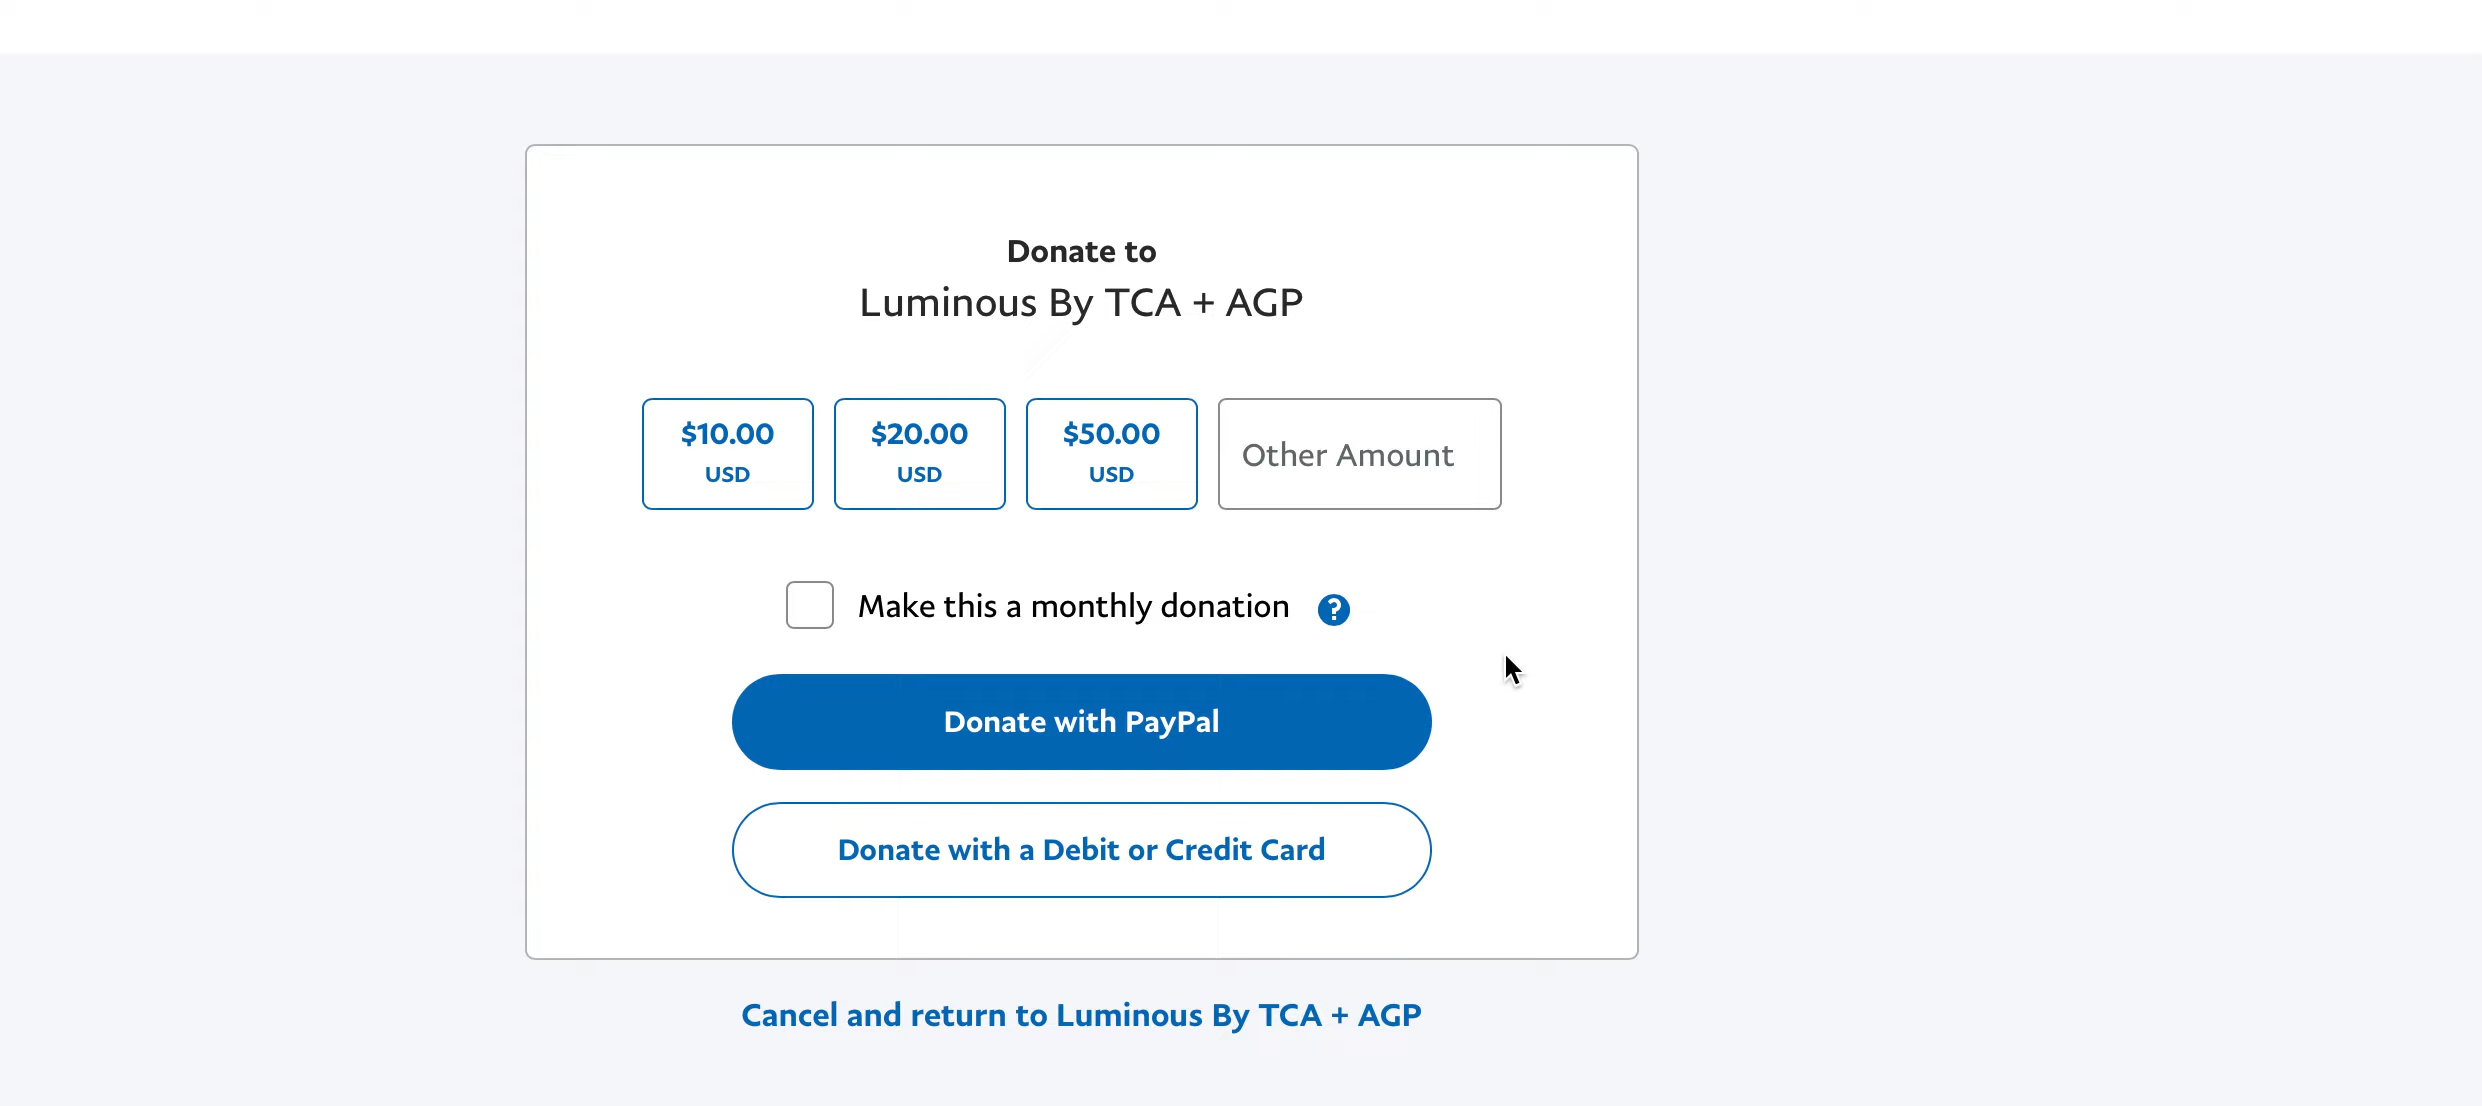 Donate to
Luminous By TCA + AGP
$10.00 $20.00 $50.00 Other Amount
USD USD USD
Make this a monthly donation ?
Donate with PayPal
Donate with a Debit or Credit Card
Cancel and return to Luminous By TCA + AGP